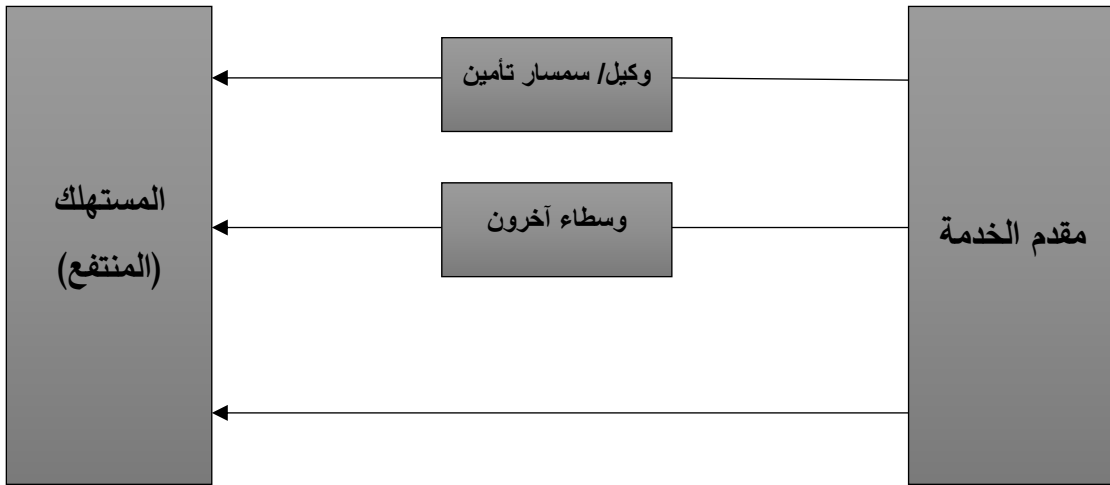 مقدم الخدمة
وكيل/ سمسار تأمين
وسطاء آخرون
المستهلك
(المنتفع)